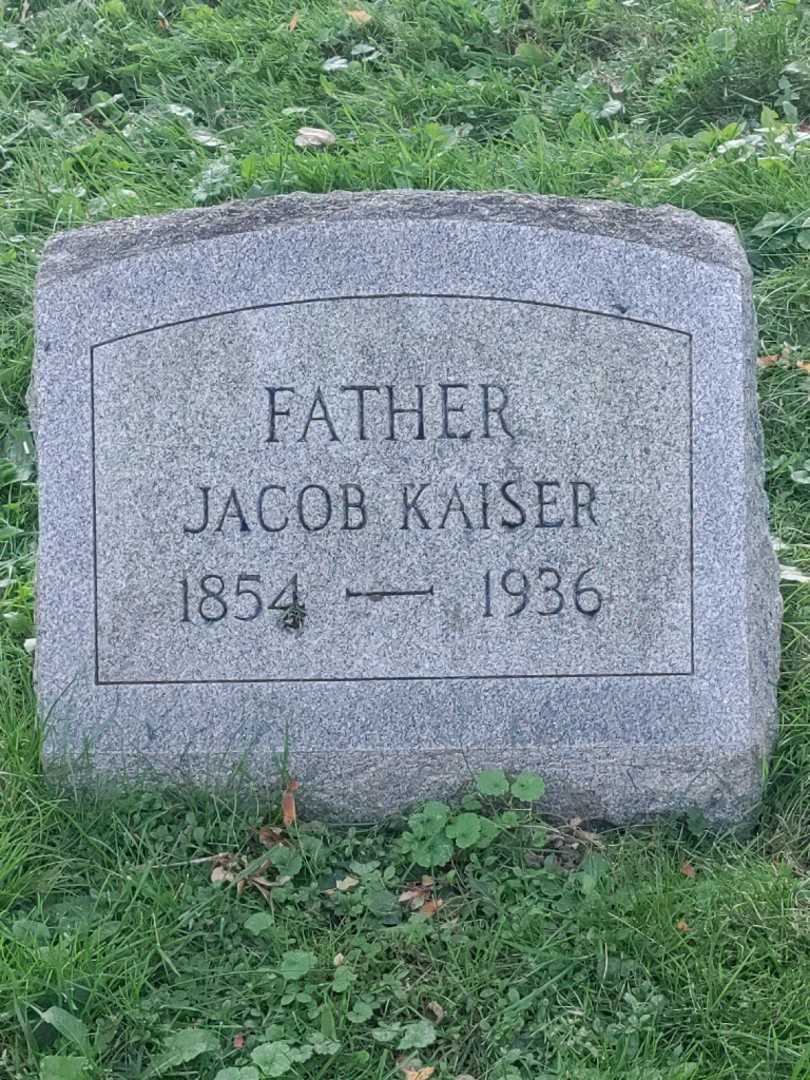 FATHER
JACOB KAISER
1854 — 1936